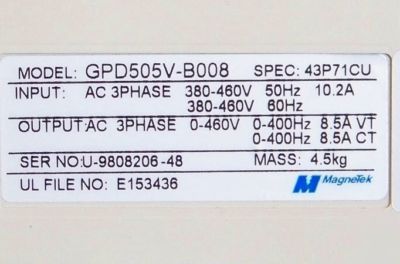 MODEL: GPD505V-B008 SPEC: 43P71CU
INPUT: AC 3PHASE 380-460V 50Hz 10.2A
380-460V 60Hz
OUTPUT:AC 3PHASE 0-460V 0-400Hz 8.5A VT
0-400Hz 8.5A CT
SER NO:U-9808206-48 MASS: 4.5kg
UL FILE NO: E153436 MagneTek